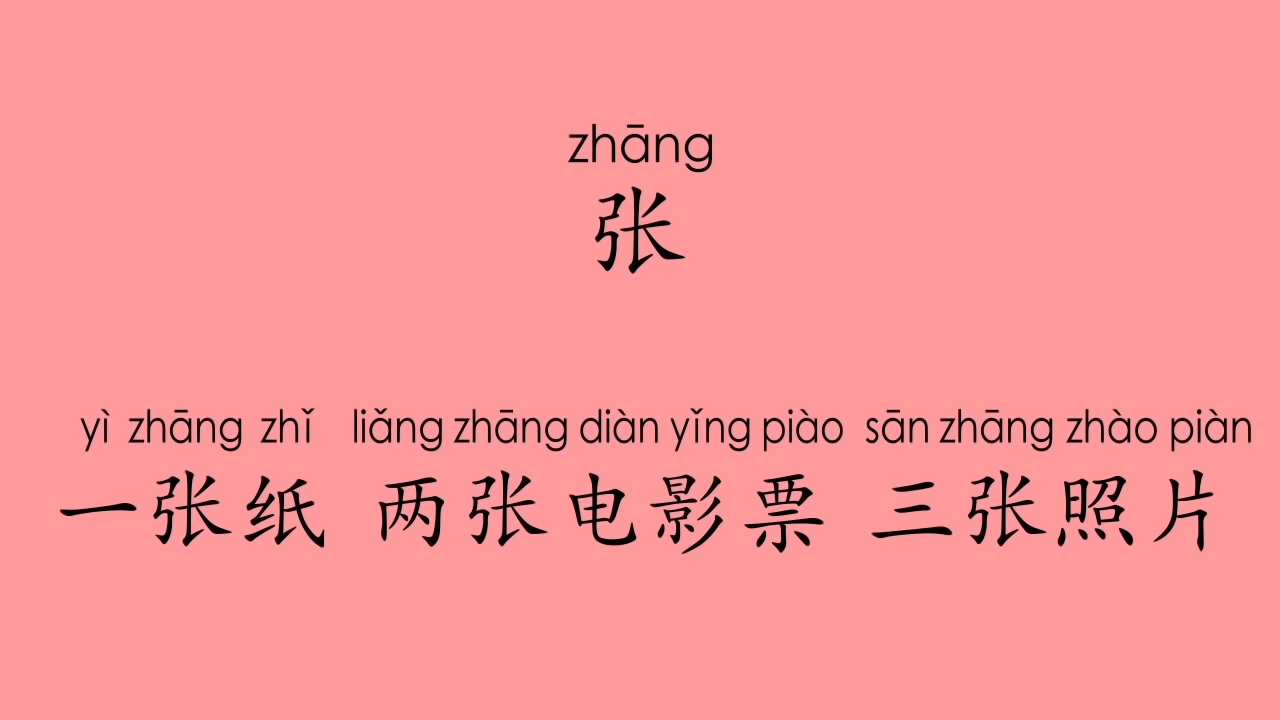 zhāng
张
yì zhāng zhǐ liǎng zhāng diàn yǐng piào sān zhāng zhào piàn
一张纸 两张电影票 三张照片